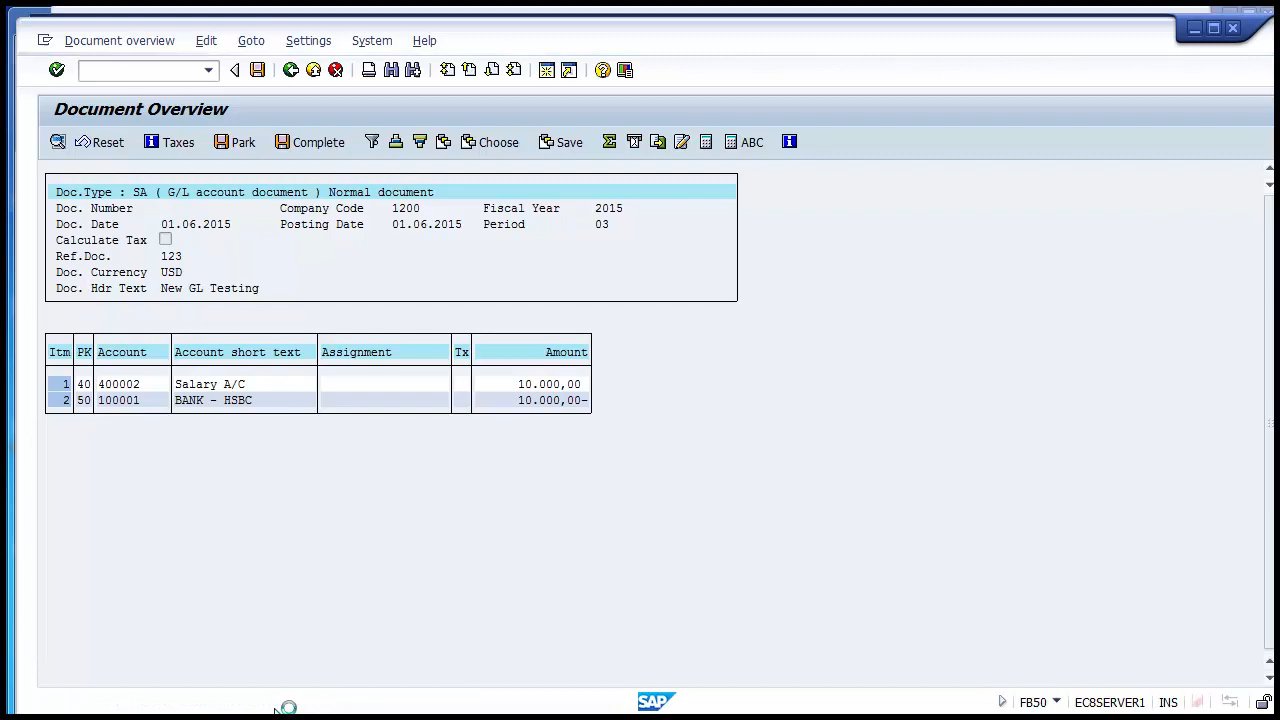 Document overview Edit Goto Settings System Help
Document Overview
Reset Taxes Park Complete Choose Save ABC
Doc.Type : SA ( G/L account document ) Normal document
Doc. Number Company Code 1200 Fiscal Year 2015
Doc. Date 01.06.2015 Posting Date 01.06.2015 Period 03
Calculate Tax
Ref.Doc. 123
Doc. Currency USD
Doc. Hdr Text New GL Testing
Itm PK Account Account short text Assignment Tx Amount
1 40 400002 Salary A/C 10.000,00
2 50 100001 BANK - HSBC 10.000,00-
SAP FB50 EC8SERVER1 INS